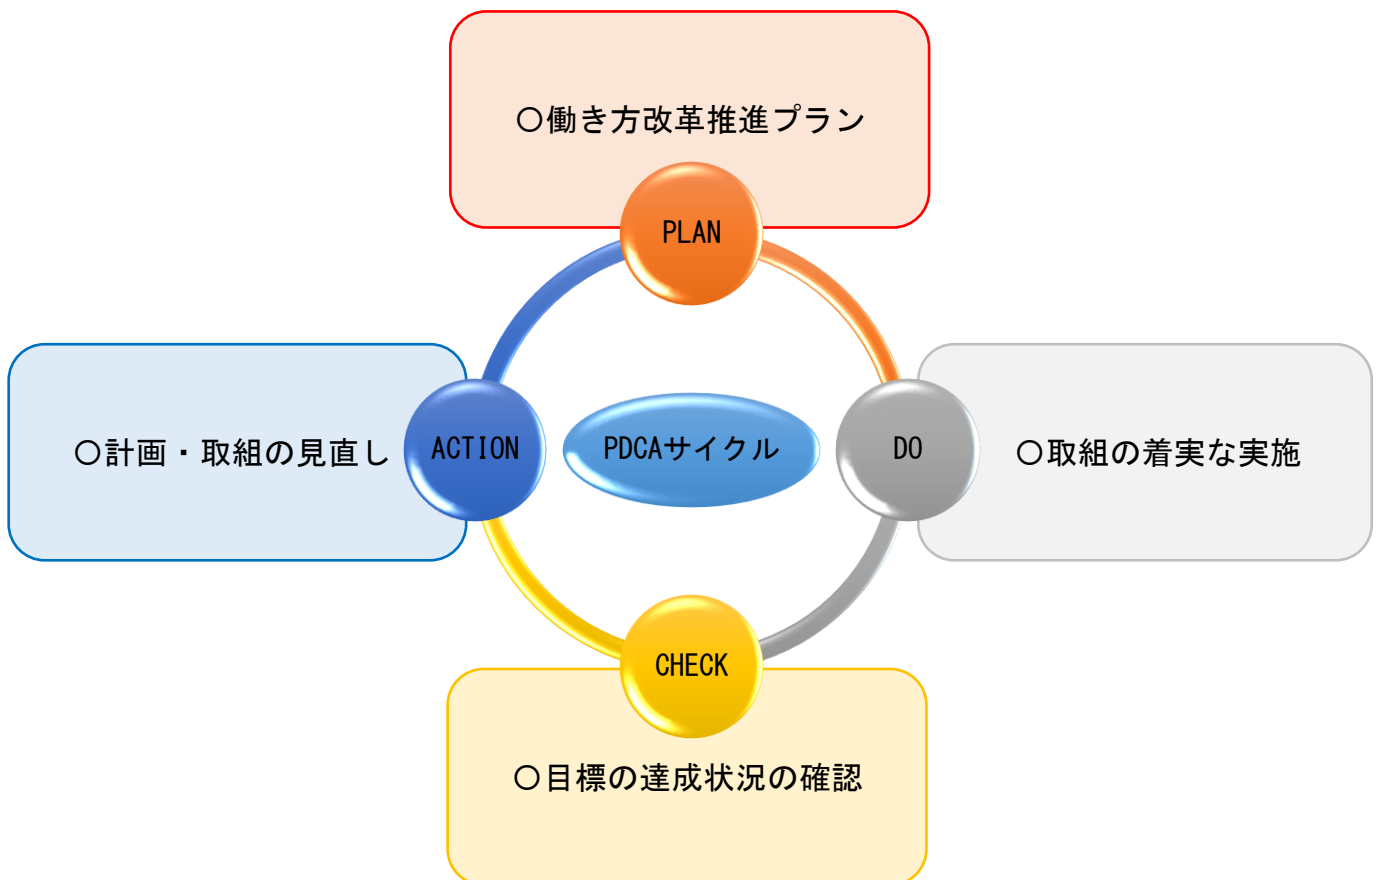 ○働き方改革推進プラン
PLAN
○計画・取組の見直し
ACTION
PDCAサイクル
DO
○取組の着実な実施
CHECK
○目標の達成状況の確認